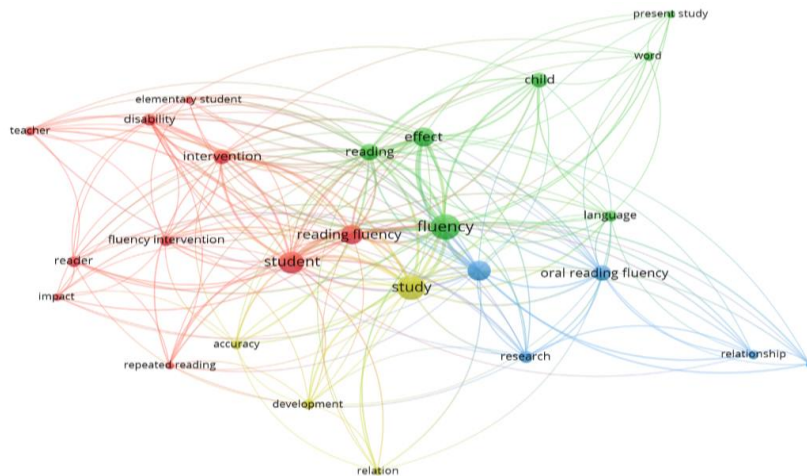 present study
word
child
elementary student
disability
teacher
effect
reading
intervention
language
fluency
reading fluency
fluency intervention
reader
student
oral reading fluency
study
impact
accuracy
research
relationship
repeated reading
development
relation